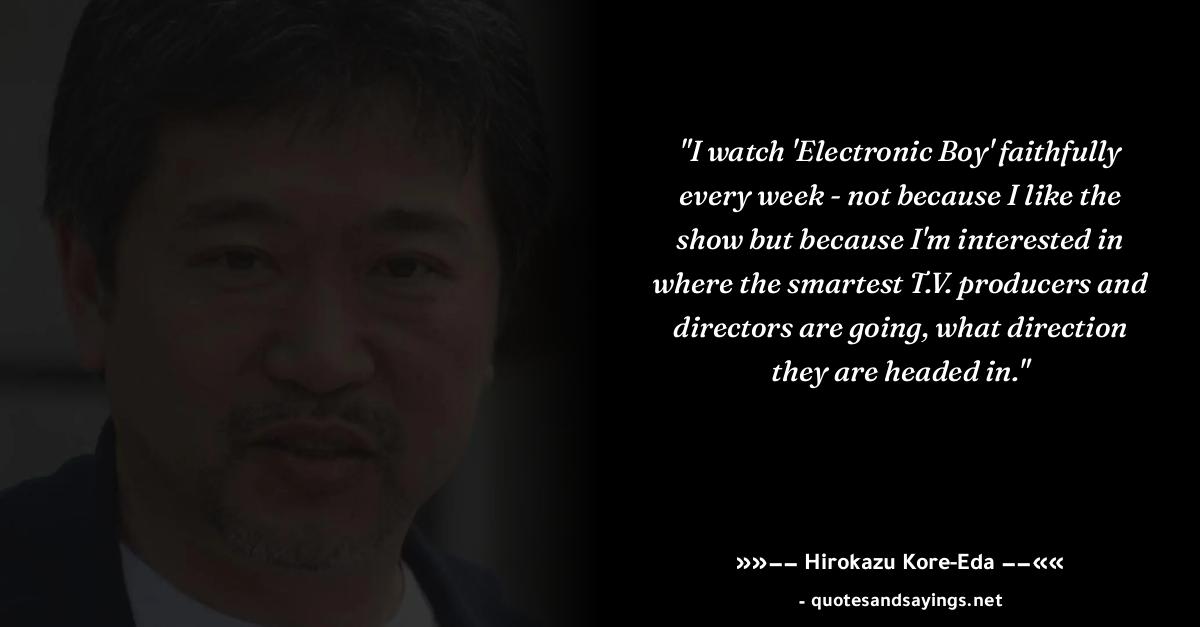 "I watch 'Electronic Boy' faithfully
every week - not because I like the
show but because I'm interested in
where the smartest T.V. producers and
directors are going, what direction
they are headed in."
»»–– Hirokazu Kore-Eda ––««
- quotesandsayings.net